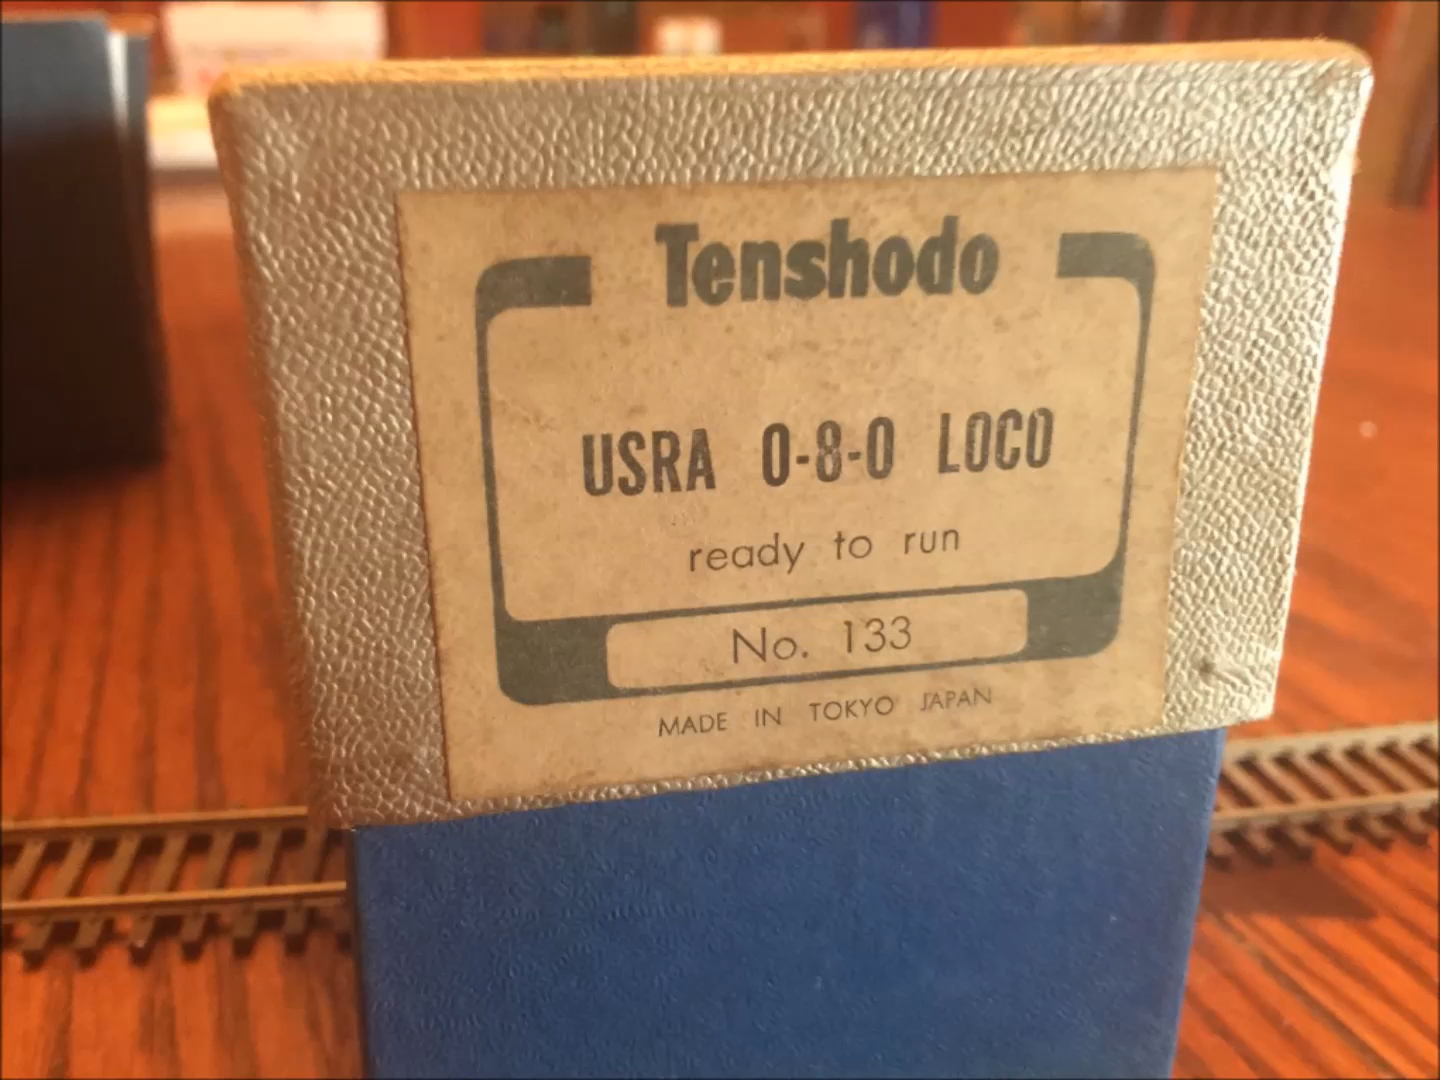 Tenshodo
USRA 0-8-0 LOCO
ready to run
No. 133
MADE IN TOKYO JAPAN